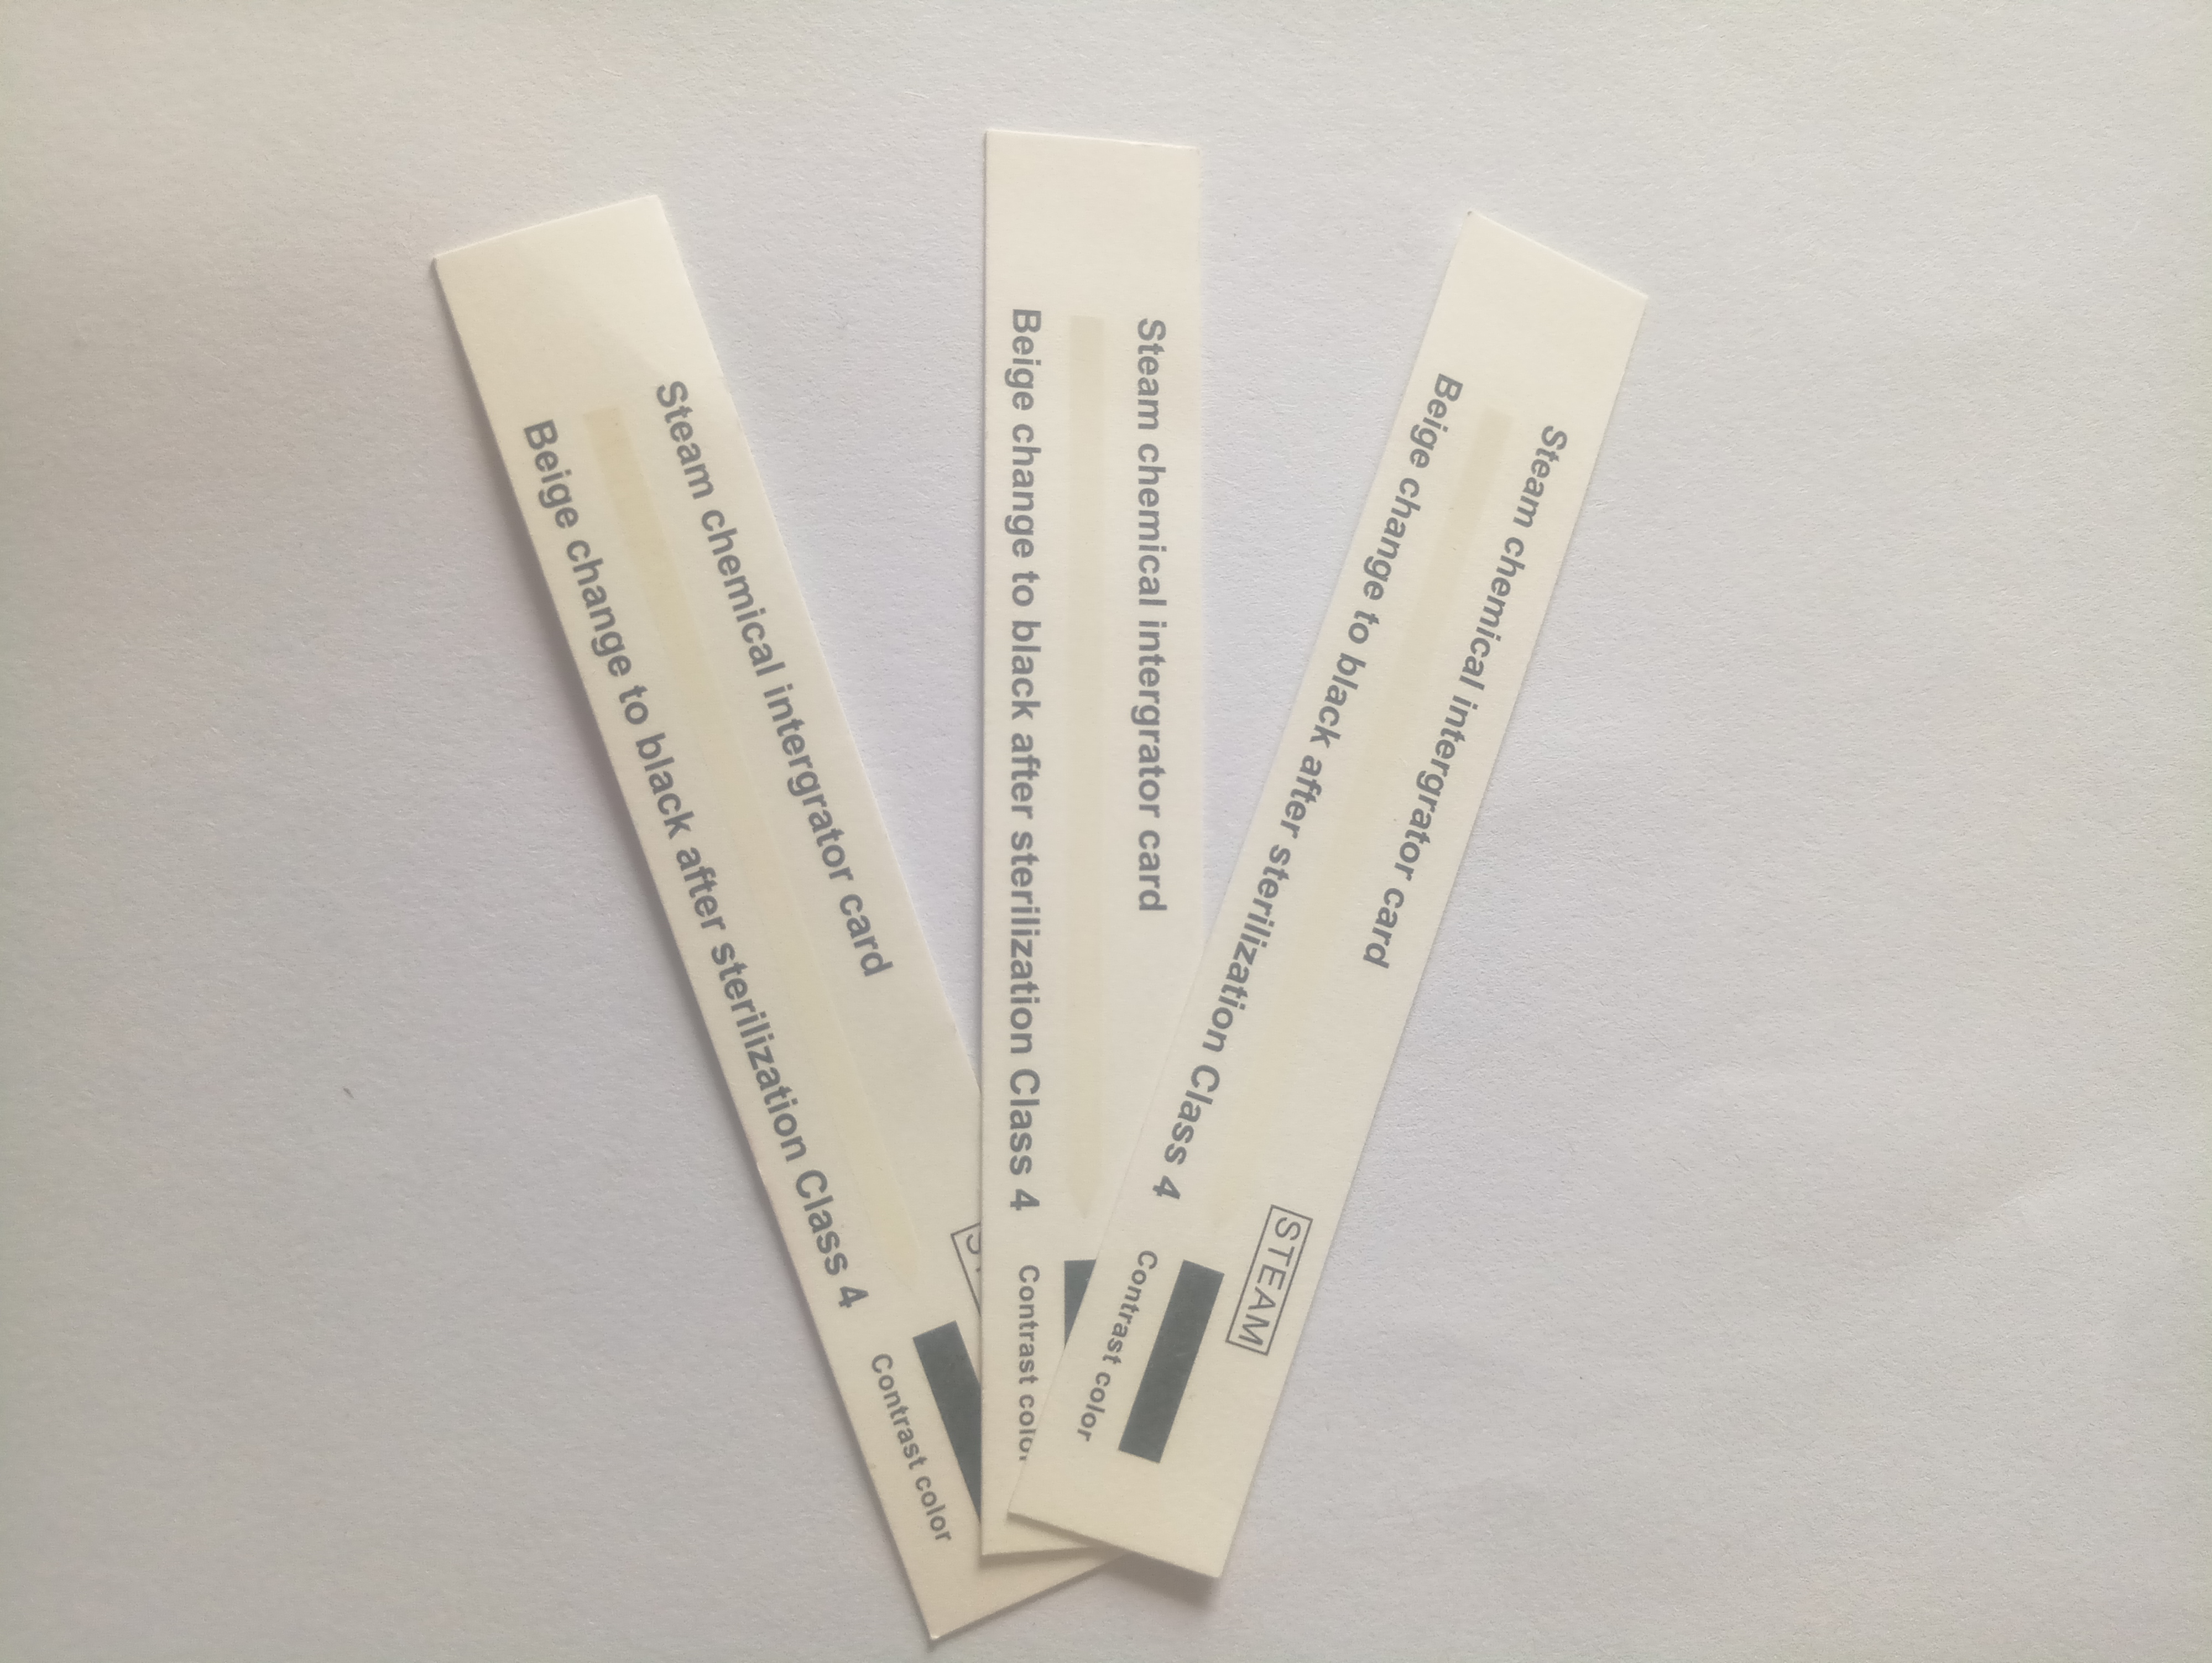 Steam chemical intergrator card
Beige change to black after sterilization Class 4
Contrast color
Steam chemical intergrator card
Beige change to black after sterilization Class 4
Contrast color
Steam chemical intergrator card
Beige change to black after sterilization Class 4
STEAM
Contrast color